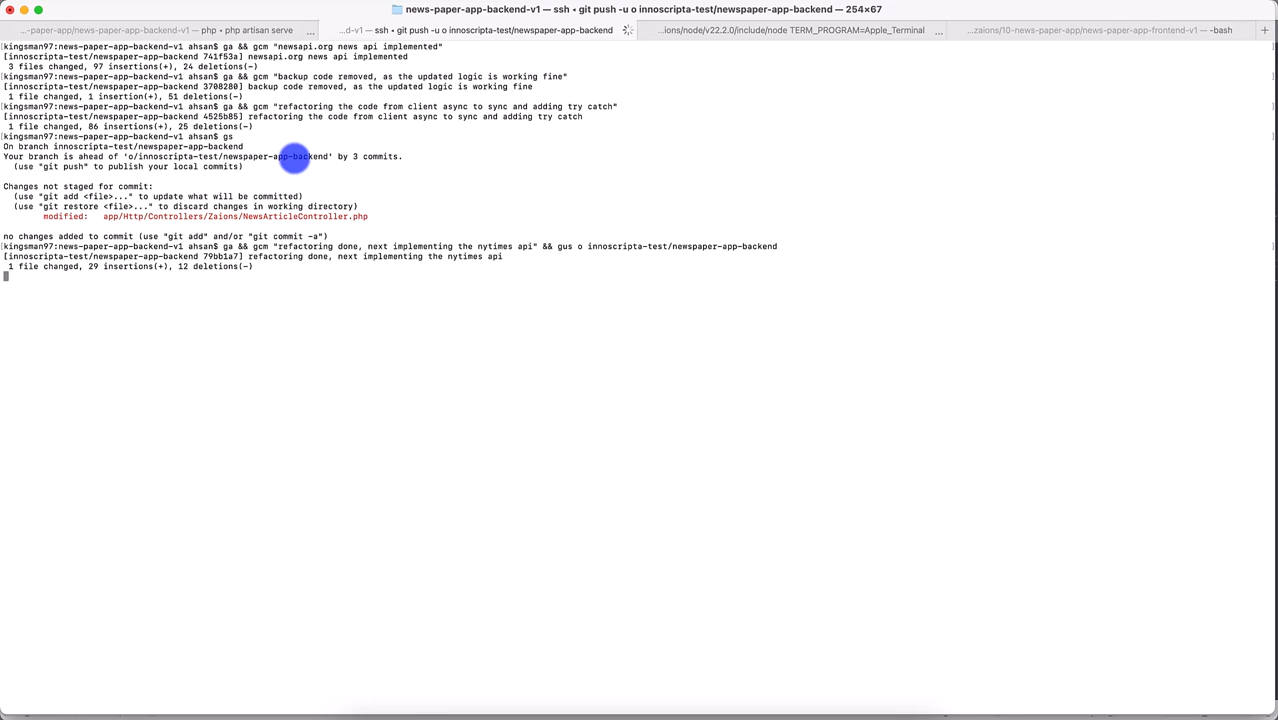 news-paper-app-backend-v1 — ssh ◂ git push -u o innoscripta-test/newspaper-app-backend — 254×67
...-paper-app/news-paper-app-backend-v1 — php ◂ php artisan serve ...
...d-v1 — ssh ◂ git push -u o innoscripta-test/newspaper-app-backend
...ions/node/v22.2.0/include/node TERM_PROGRAM=Apple_Terminal ...
...zaions/10-news-paper-app/news-paper-app-frontend-v1 — -bash +
[kingsman97:news-paper-app-backend-v1 ahsan$ ga && gcm "newsapi.org news api implemented" ]
[innoscripta-test/newspaper-app-backend 741f53a] newsapi.org news api implemented
3 files changed, 97 insertions(+), 24 deletions(-)
[kingsman97:news-paper-app-backend-v1 ahsan$ ga && gcm "backup code removed, as the updated logic is working fine" ]
[innoscripta-test/newspaper-app-backend 3708280] backup code removed, as the updated logic is working fine
1 file changed, 1 insertion(+), 51 deletions(-)
[kingsman97:news-paper-app-backend-v1 ahsan$ ga && gcm "refactoring the code from client async to sync and adding try catch" ]
[innoscripta-test/newspaper-app-backend 4525b85] refactoring the code from client async to sync and adding try catch
1 file changed, 86 insertions(+), 25 deletions(-)
[kingsman97:news-paper-app-backend-v1 ahsan$ gs ]
On branch innoscripta-test/newspaper-app-backend
Your branch is ahead of 'o/innoscripta-test/newspaper-app-backend' by 3 commits.
(use "git push" to publish your local commits)
Changes not staged for commit:
(use "git add <file>..." to update what will be committed)
(use "git restore <file>..." to discard changes in working directory)
modified: app/Http/Controllers/Zaions/NewsArticleController.php
no changes added to commit (use "git add" and/or "git commit -a")
[kingsman97:news-paper-app-backend-v1 ahsan$ ga && gcm "refactoring done, next implementing the nytimes api" && gus o innoscripta-test/newspaper-app-backend ]
[innoscripta-test/newspaper-app-backend 79bb1a7] refactoring done, next implementing the nytimes api
1 file changed, 29 insertions(+), 12 deletions(-)